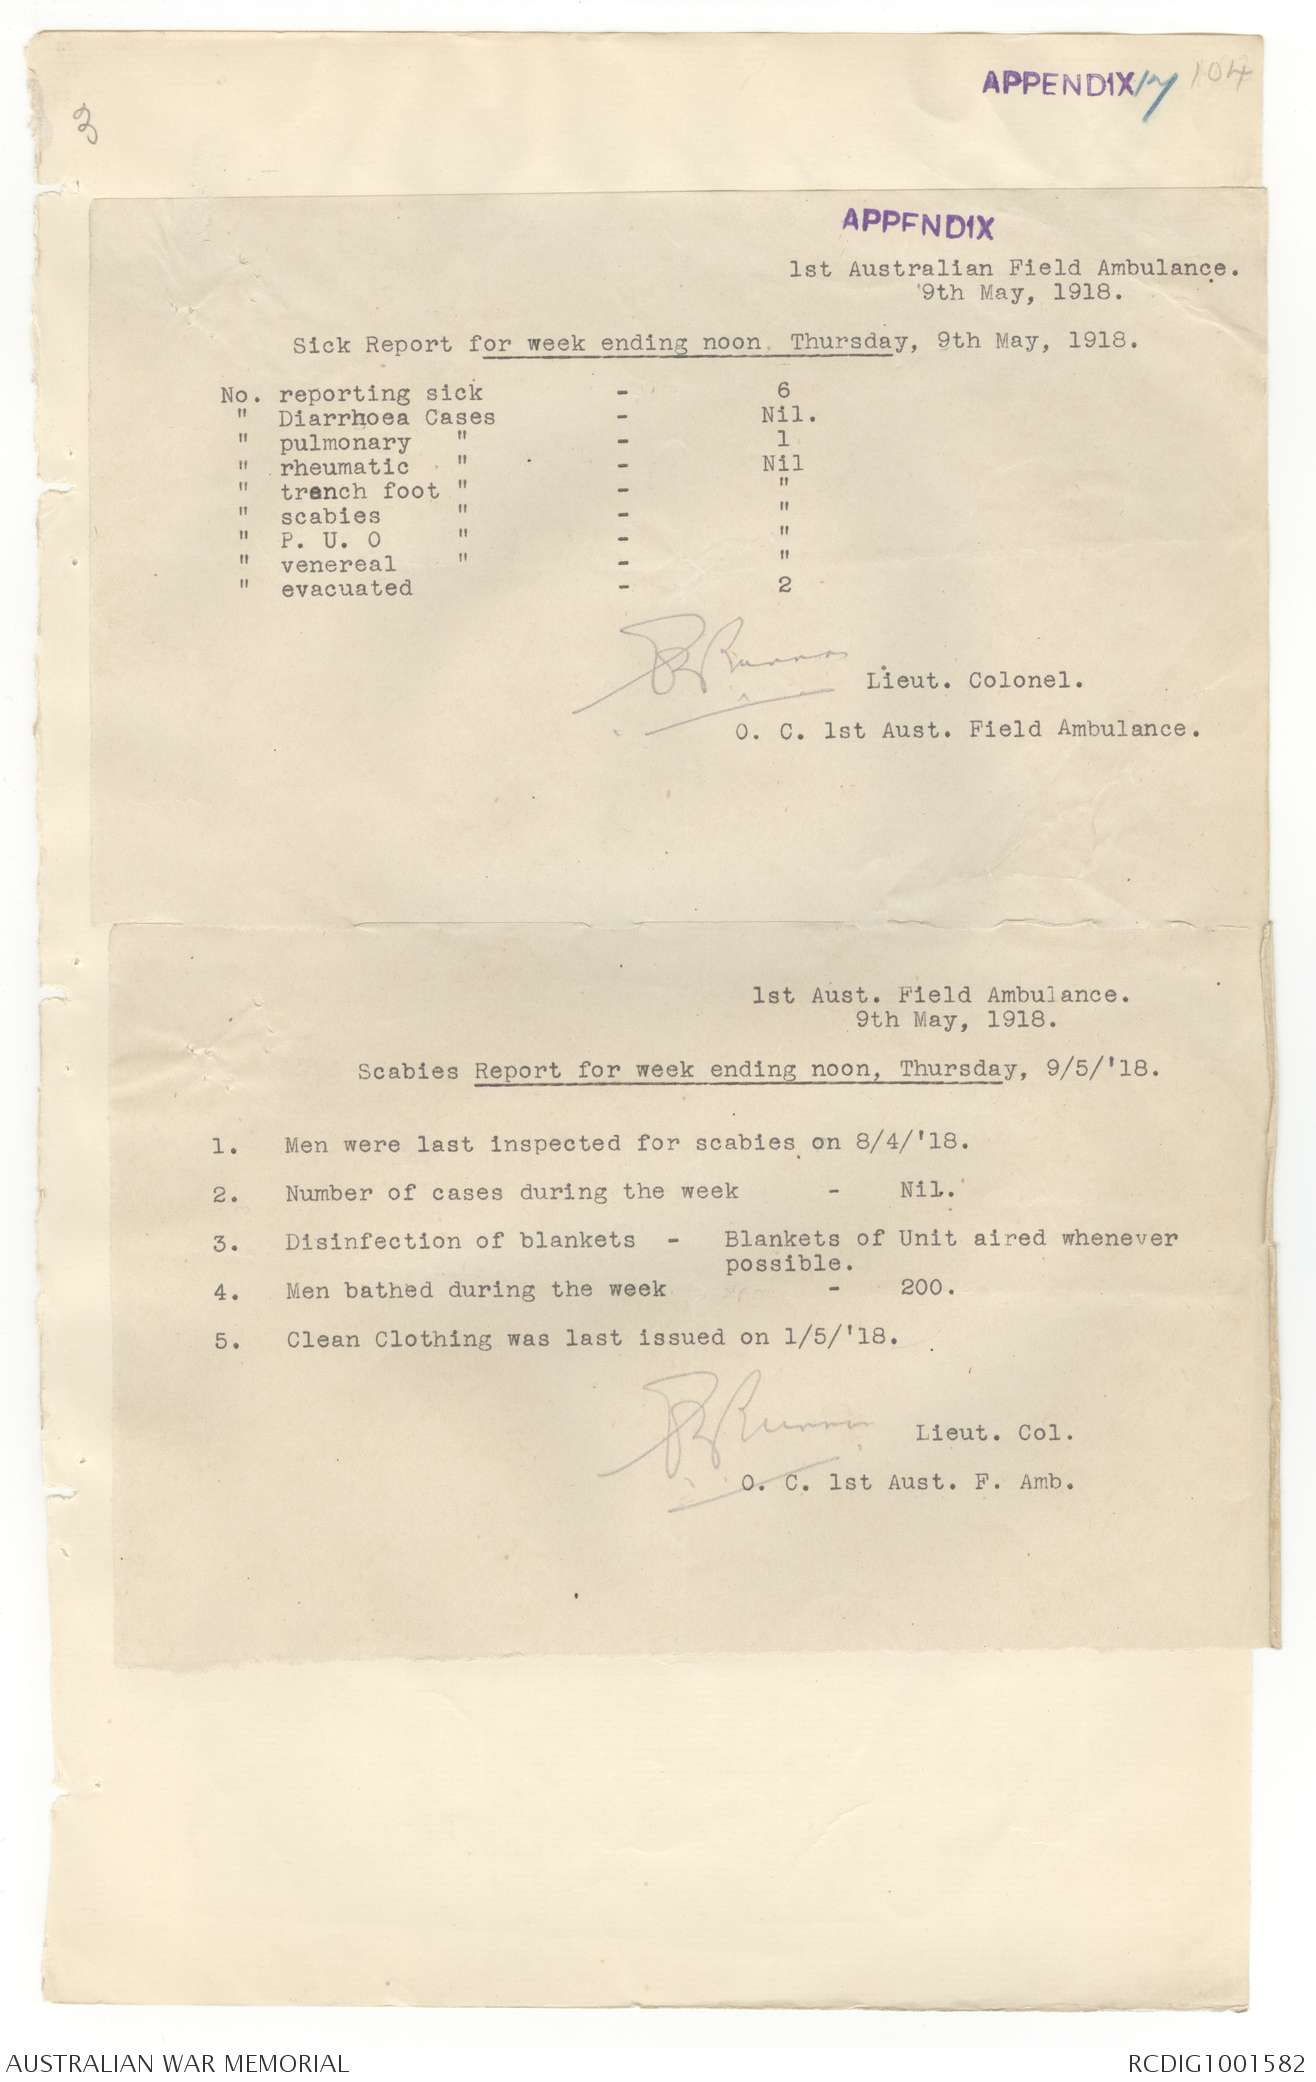 APPENDIX 17 104
3
APPENDIX
1st Australian Field Ambulance.
9th May, 1918.
Sick Report for week ending noon, Thursday, 9th May, 1918.
No. reporting sick - 6
" Diarrhoea Cases - Nil.
" pulmonary " - 1
" rheumatic " - Nil
" trench foot " - "
" scabies " - "
" P. U. O " - "
" venereal " - "
" evacuated - 2
Lieut. Colonel.
O. C. 1st Aust. Field Ambulance.
1st Aust. Field Ambulance.
9th May, 1918.
Scabies Report for week ending noon, Thursday, 9/5/'18.
1. Men were last inspected for scabies on 8/4/'18.
2. Number of cases during the week - Nil.
3. Disinfection of blankets - Blankets of Unit aired whenever
possible.
4. Men bathed during the week - 200.
5. Clean Clothing was last issued on 1/5/'18.
Lieut. Col.
O. C. 1st Aust. F. Amb.
AUSTRALIAN WAR MEMORIAL
RCDIG1001582